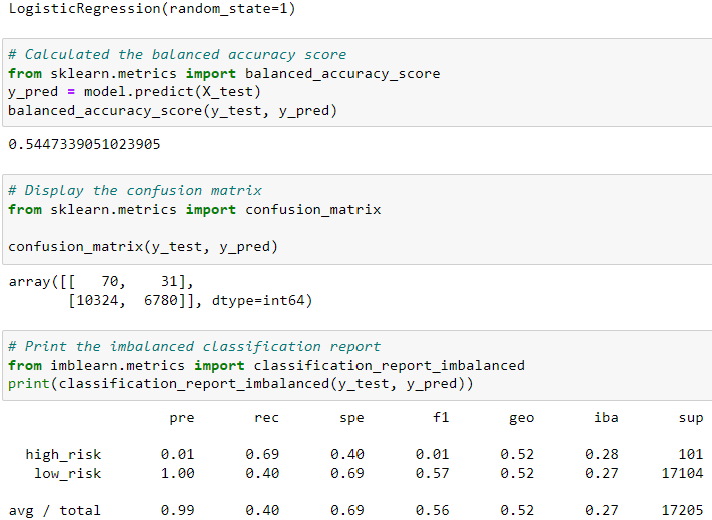 LogisticRegression(random_state=1)
# Calculated the balanced accuracy score
from sklearn.metrics import balanced_accuracy_score
y_pred = model.predict(X_test)
balanced_accuracy_score(y_test, y_pred)
0.5447339051023905
# Display the confusion matrix
from sklearn.metrics import confusion_matrix
confusion_matrix(y_test, y_pred)
array([[   70,    31],
       [10324,  6780]], dtype=int64)
# Print the imbalanced classification report
from imblearn.metrics import classification_report_imbalanced
print(classification_report_imbalanced(y_test, y_pred))
                   pre       rec       spe        f1       geo       iba       sup
  high_risk       0.01      0.69      0.40      0.01      0.52      0.28       101
   low_risk       1.00      0.40      0.69      0.57      0.52      0.27     17104
avg / total       0.99      0.40      0.69      0.56      0.52      0.27     17205